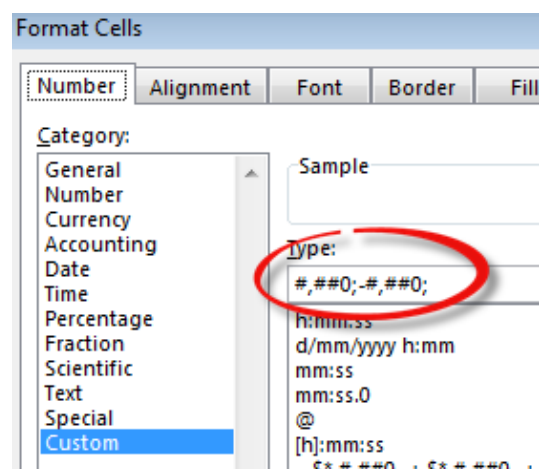 Format Cells
Number Alignment Font Border Fill
Category:
General
Number
Currency
Accounting
Date
Time
Percentage
Fraction
Scientific
Text
Special
Custom
Sample
Type:
#,##0;-#,##0;
h:mm:ss
d/mm/yyyy h:mm
mm:ss
mm:ss.0
@
[h]:mm:ss